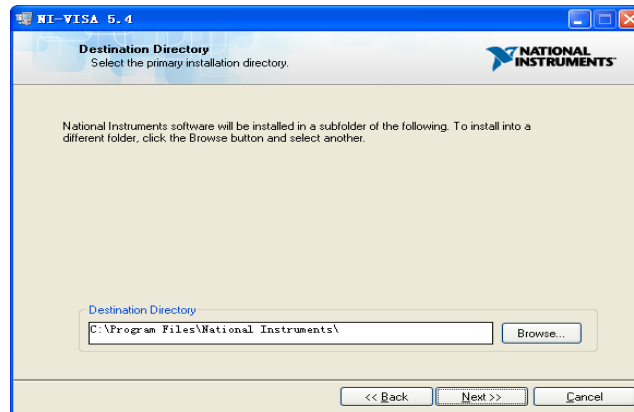 NI-VISA 5.4
Destination Directory
Select the primary installation directory.
NATIONAL
INSTRUMENTS™
National Instruments software will be installed in a subfolder of the following. To install into a
different folder, click the Browse button and select another.
Destination Directory
C:\Program Files\National Instruments\
Browse...
<< Back
Next >>
Cancel